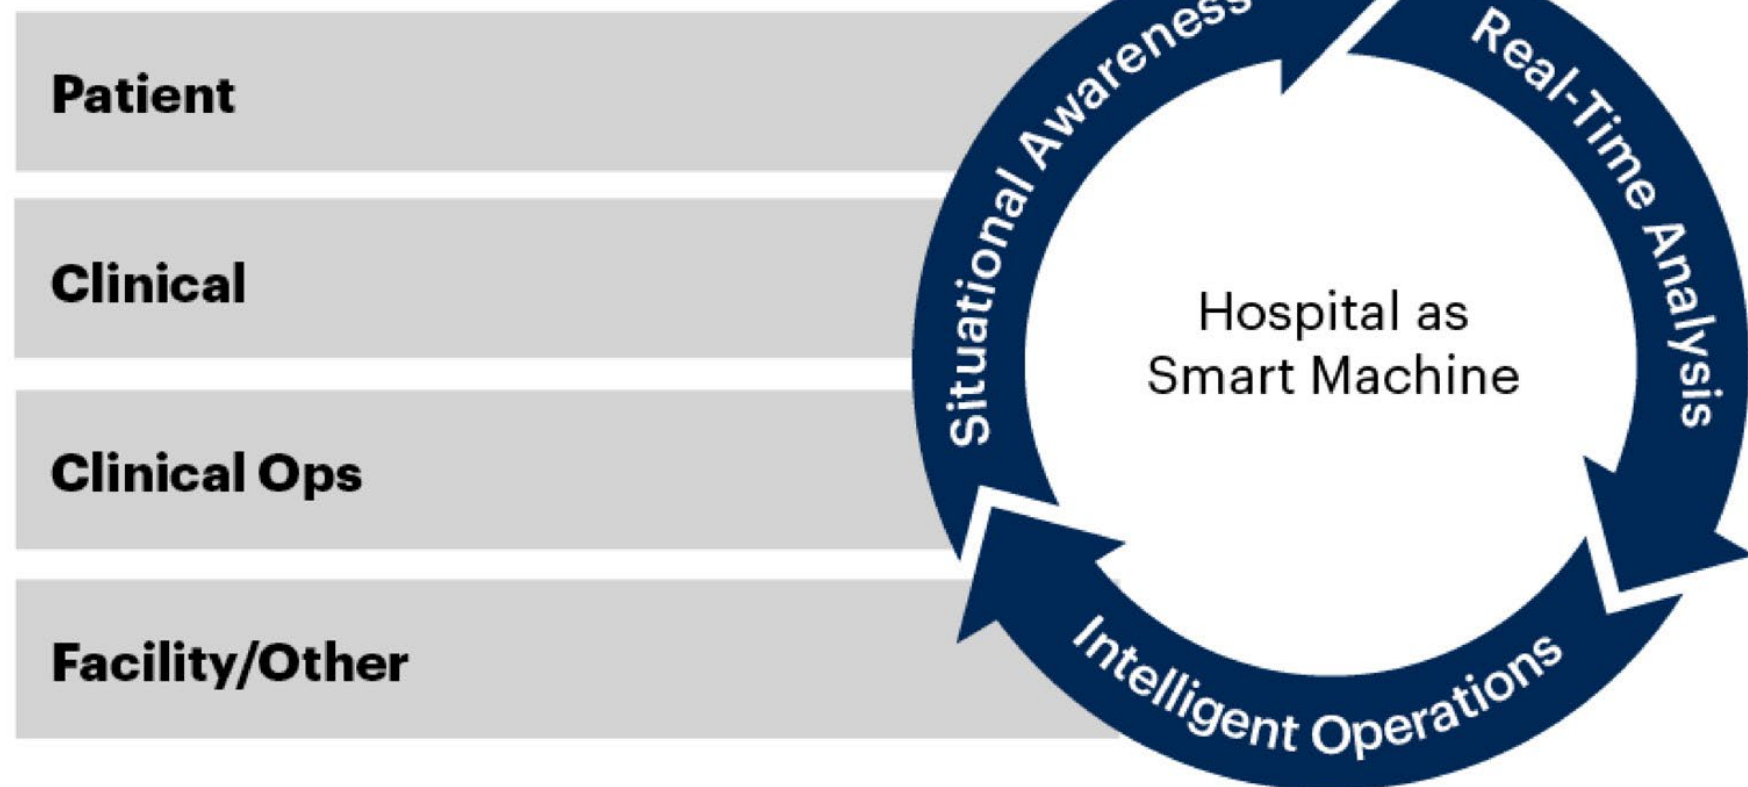 Patient
Clinical
Clinical Ops
Facility/Other
Situational Awareness
Real-Time Analysis
Intelligent Operations
Hospital as
Smart Machine